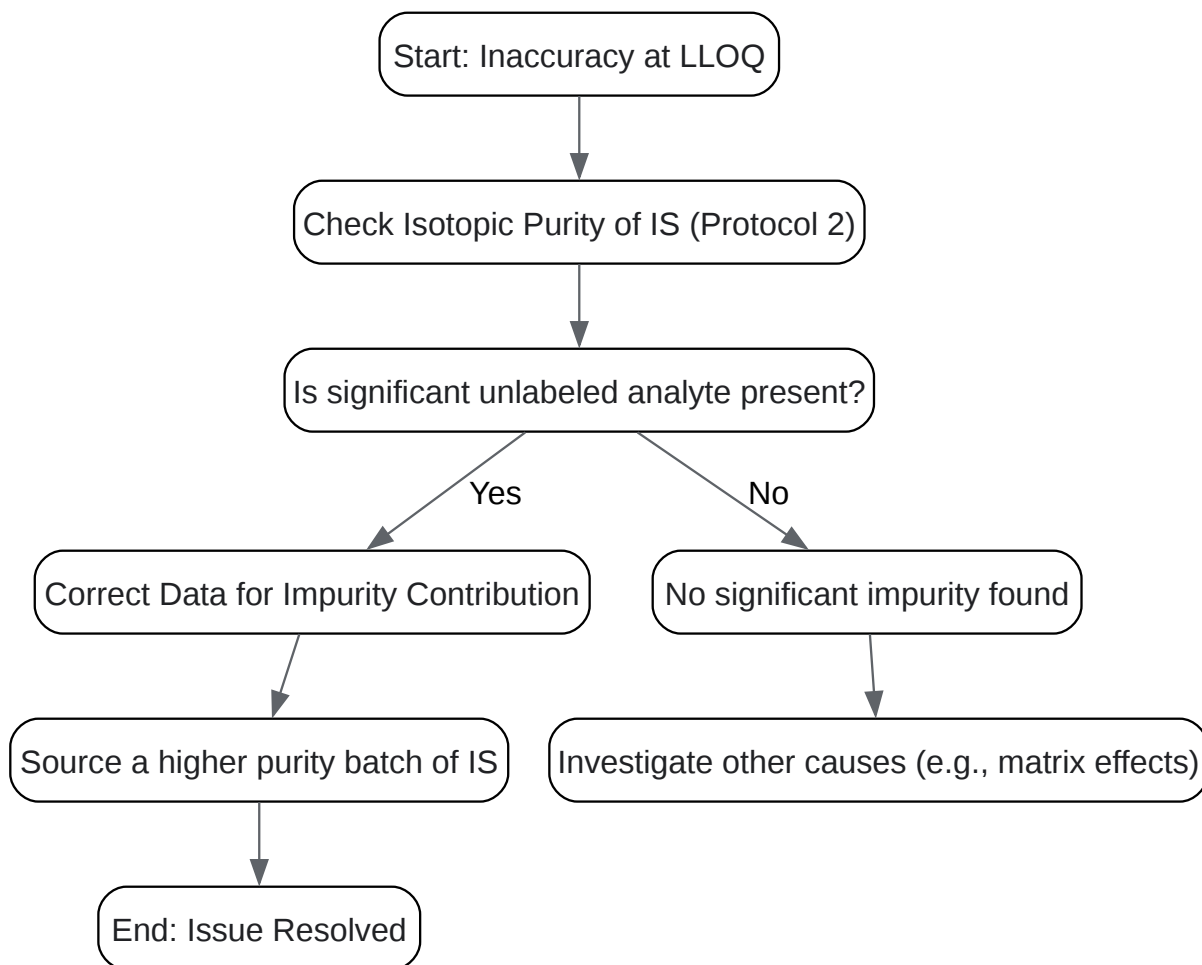 Start: Inaccuracy at LLOQ
Check Isotopic Purity of IS (Protocol 2)
Is significant unlabeled analyte present?
Yes
No
Correct Data for Impurity Contribution
No significant impurity found
Source a higher purity batch of IS
Investigate other causes (e.g., matrix effects)
End: Issue Resolved